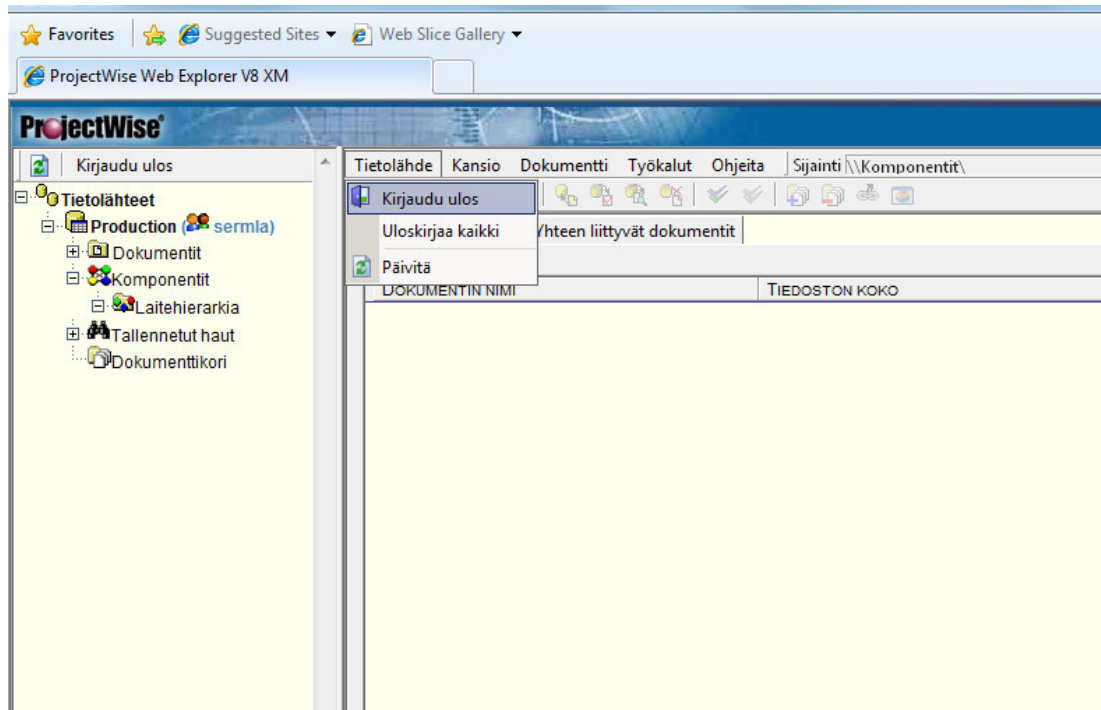 Favorites Suggested Sites Web Slice Gallery
ProjectWise Web Explorer V8 XM
ProjectWise®
Kirjaudu ulos
Tietolähteet
Production (sermla)
Dokumentit
Komponentit
Laitehierarkia
Tallennetut haut
Dokumenttikori
Tietolähde Kansio Dokumentti Työkalut Ohjeita Sijainti \\Komponentit\
Kirjaudu ulos
Uloskirjaa kaikki
Päivitä
Yhteen liittyvät dokumentit
DOKUMENTIN NIMI TIEDOSTON KOKO